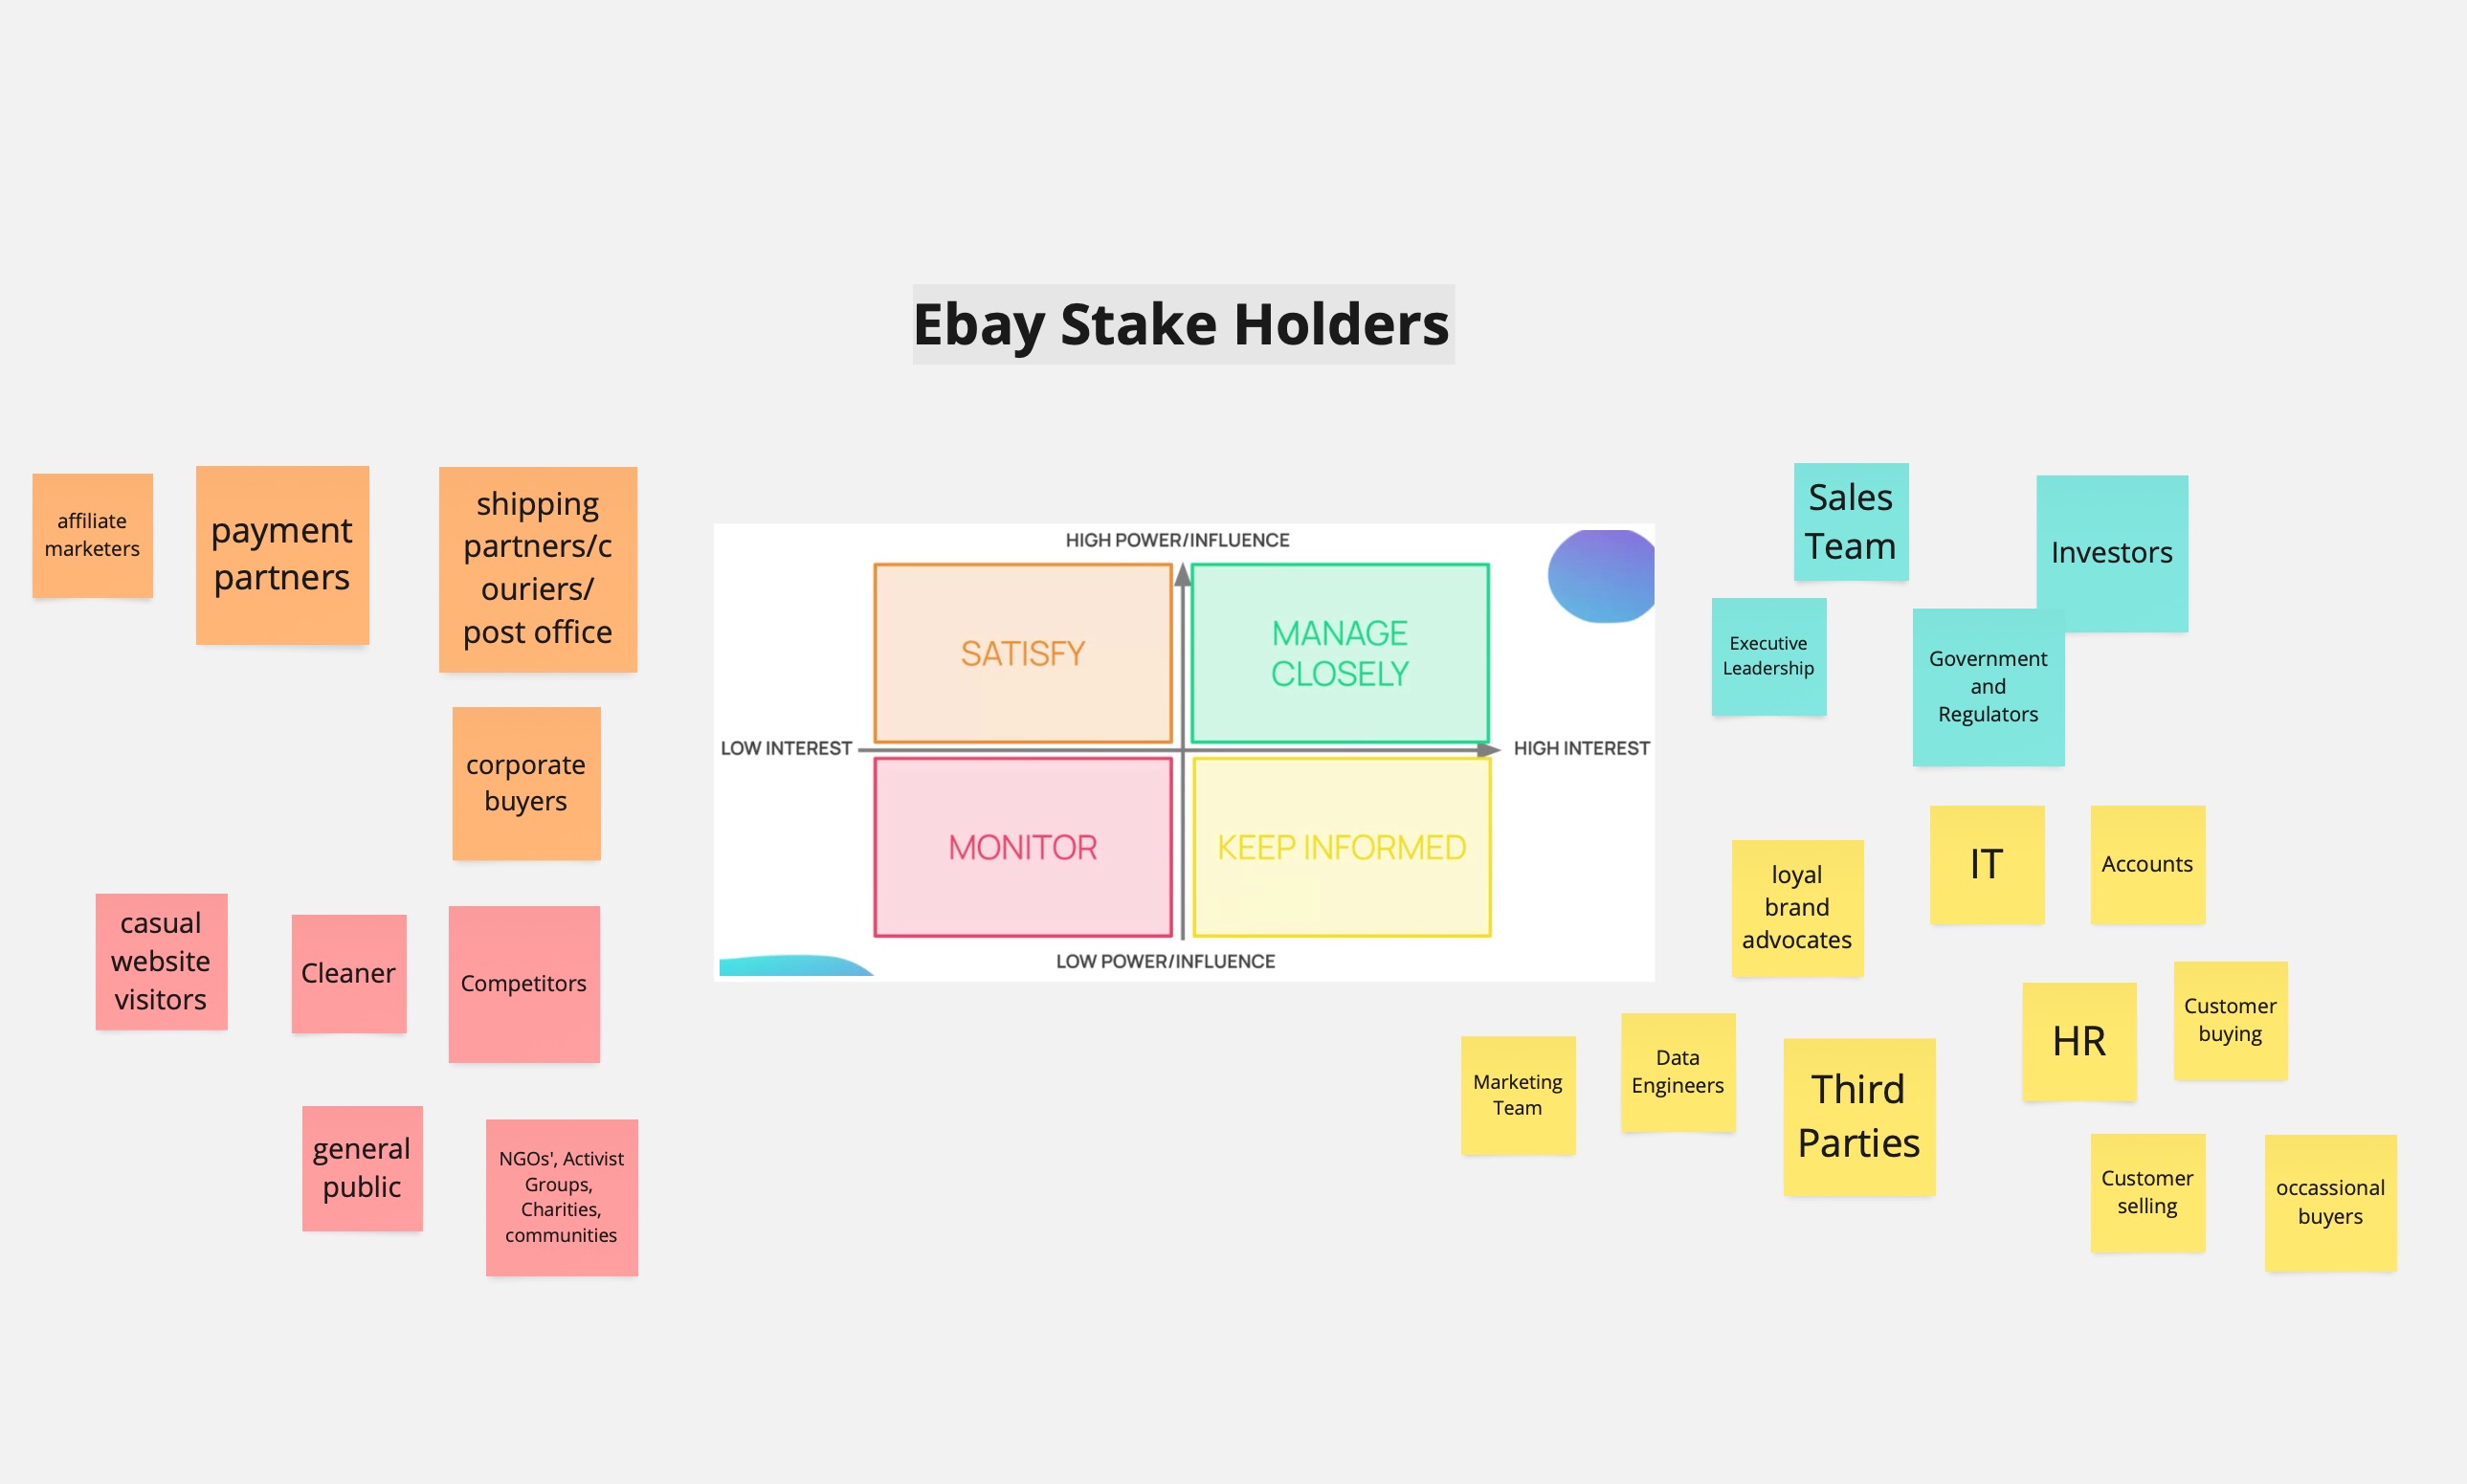 Ebay Stake Holders
affiliate
marketers
payment
partners
shipping
partners/c
ouriers/
post office
corporate
buyers
casual
website
visitors
Cleaner
Competitors
general
public
NGOs', Activist
Groups,
Charities,
communities
HIGH POWER/INFLUENCE
SATISFY
MANAGE
CLOSELY
LOW INTEREST
HIGH INTEREST
MONITOR
KEEP INFORMED
LOW POWER/INFLUENCE
Sales
Team
Investors
Executive
Leadership
Government
and
Regulators
loyal
brand
advocates
IT
Accounts
Marketing
Team
Data
Engineers
Third
Parties
HR
Customer
buying
Customer
selling
occassional
buyers